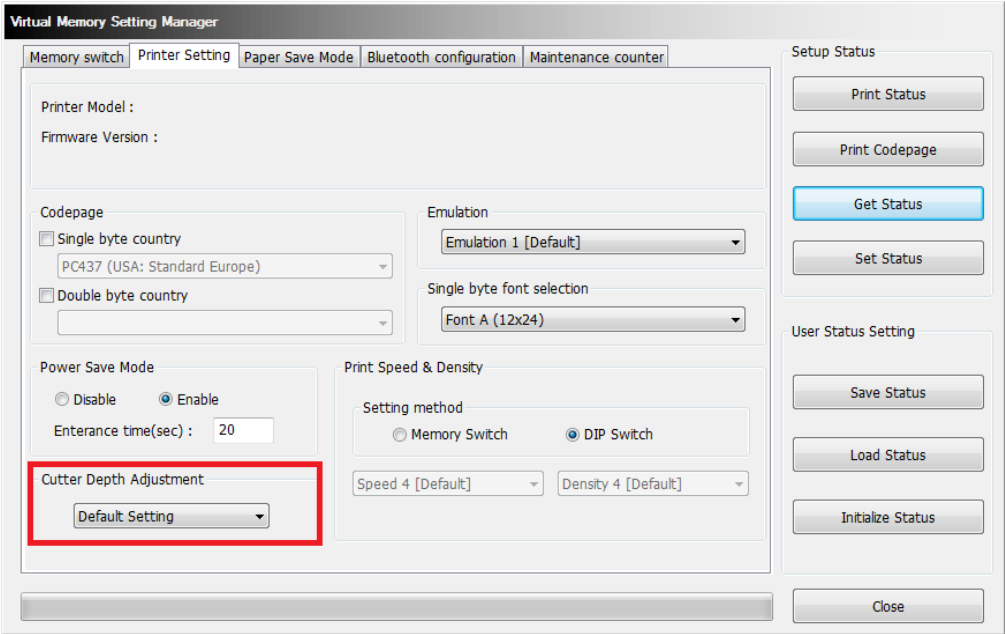 Virtual Memory Setting Manager
Memory switch
Printer Setting
Paper Save Mode
Bluetooth configuration
Maintenance counter
Printer Model :
Firmware Version :
Codepage
Single byte country
PC437 (USA: Standard Europe)
Double byte country
Emulation
Emulation 1 [Default]
Single byte font selection
Font A (12x24)
Power Save Mode
Disable
Enable
Enterance time(sec) :
20
Print Speed & Density
Setting method
Memory Switch
DIP Switch
Speed 4 [Default]
Density 4 [Default]
Cutter Depth Adjustment
Default Setting
Setup Status
Print Status
Print Codepage
Get Status
Set Status
User Status Setting
Save Status
Load Status
Initialize Status
Close